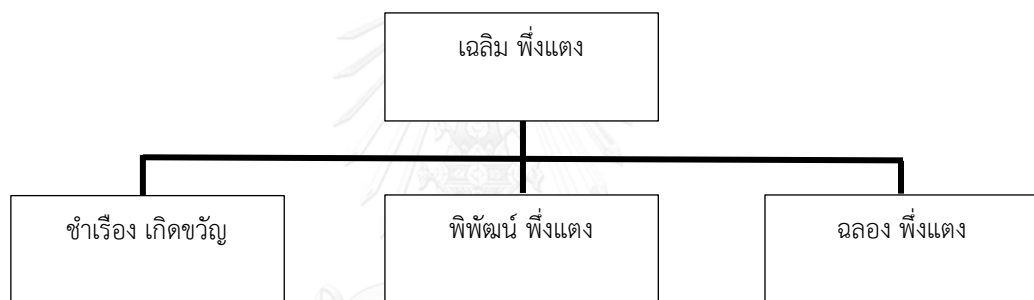 เฉลิม พึ่งแตง
ชำเรือง เกิดขวัญ
พิพัฒน์ พึ่งแตง
ฉลอง พึ่งแตง